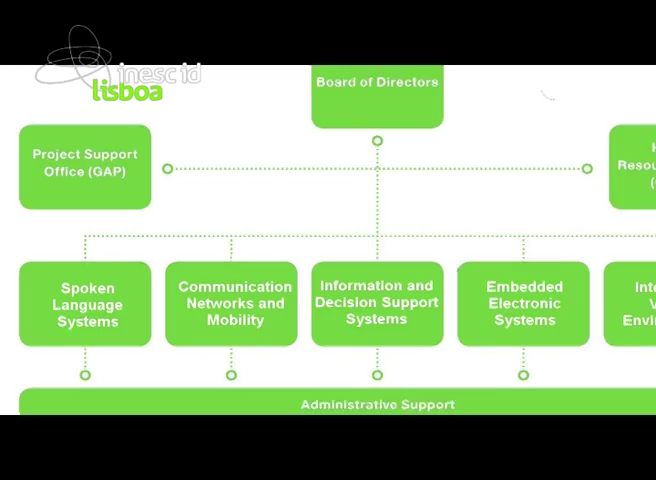 inesc id
lisboa
Board of Directors
Project Support
Office (GAP)
Spoken
Language
Systems
Communication
Networks and
Mobility
Information and
Decision Support
Systems
Embedded
Electronic
Systems
Administrative Support